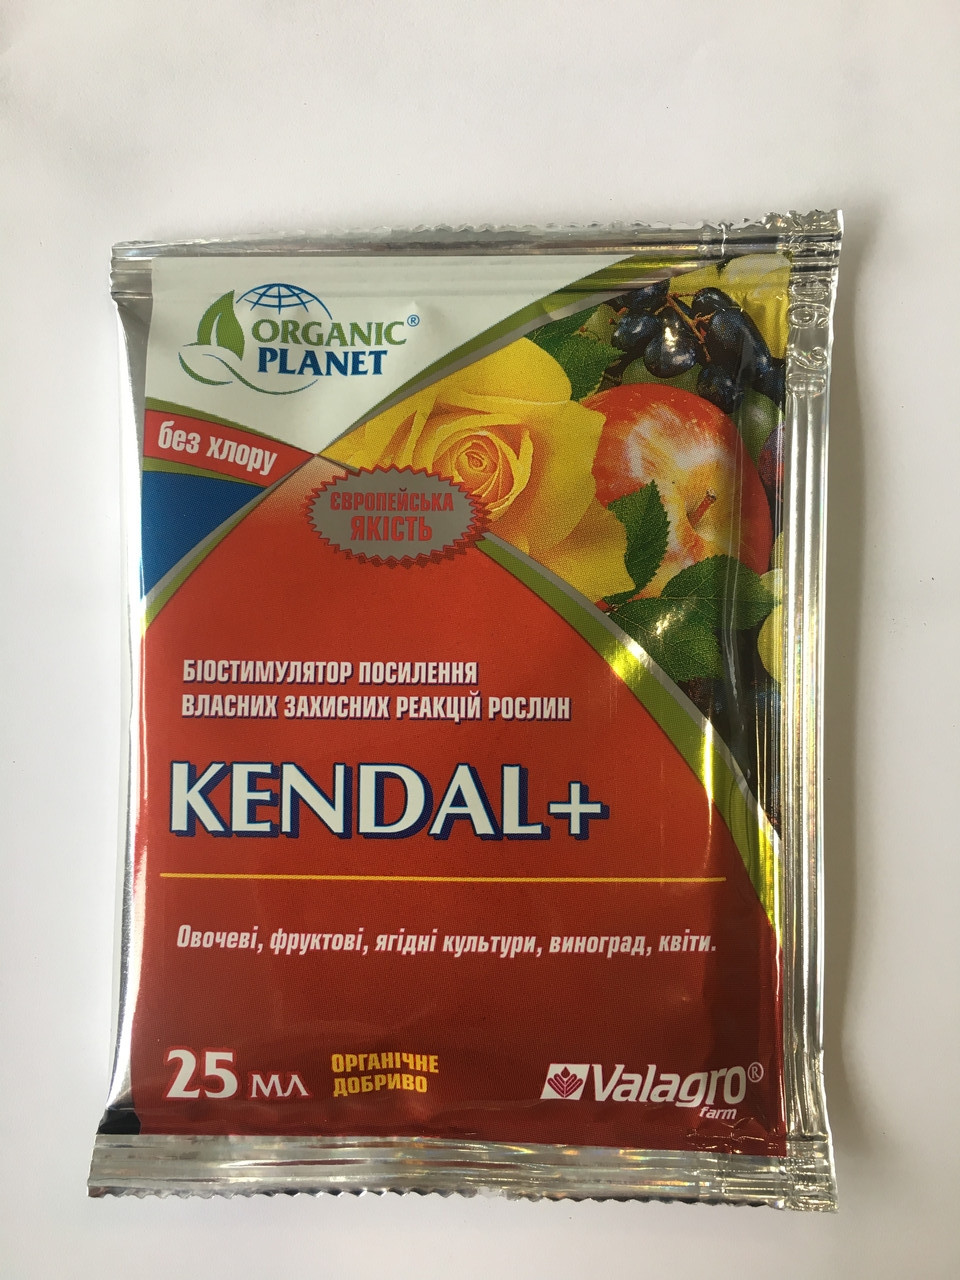 ORGANIC®
PLANET
без хлору
ЄВРОПЕЙСЬКА
ЯКІСТЬ
БІОСТИМУЛЯТОР ПОСИЛЕННЯ
ВЛАСНИХ ЗАХИСНИХ РЕАКЦІЙ РОСЛИН
KENDAL+
Овочеві, фруктові, ягідні культури, виноград, квіти.
25 МЛ
ОРГАНІЧНЕ
ДОБРИВО
Valagro®
farm